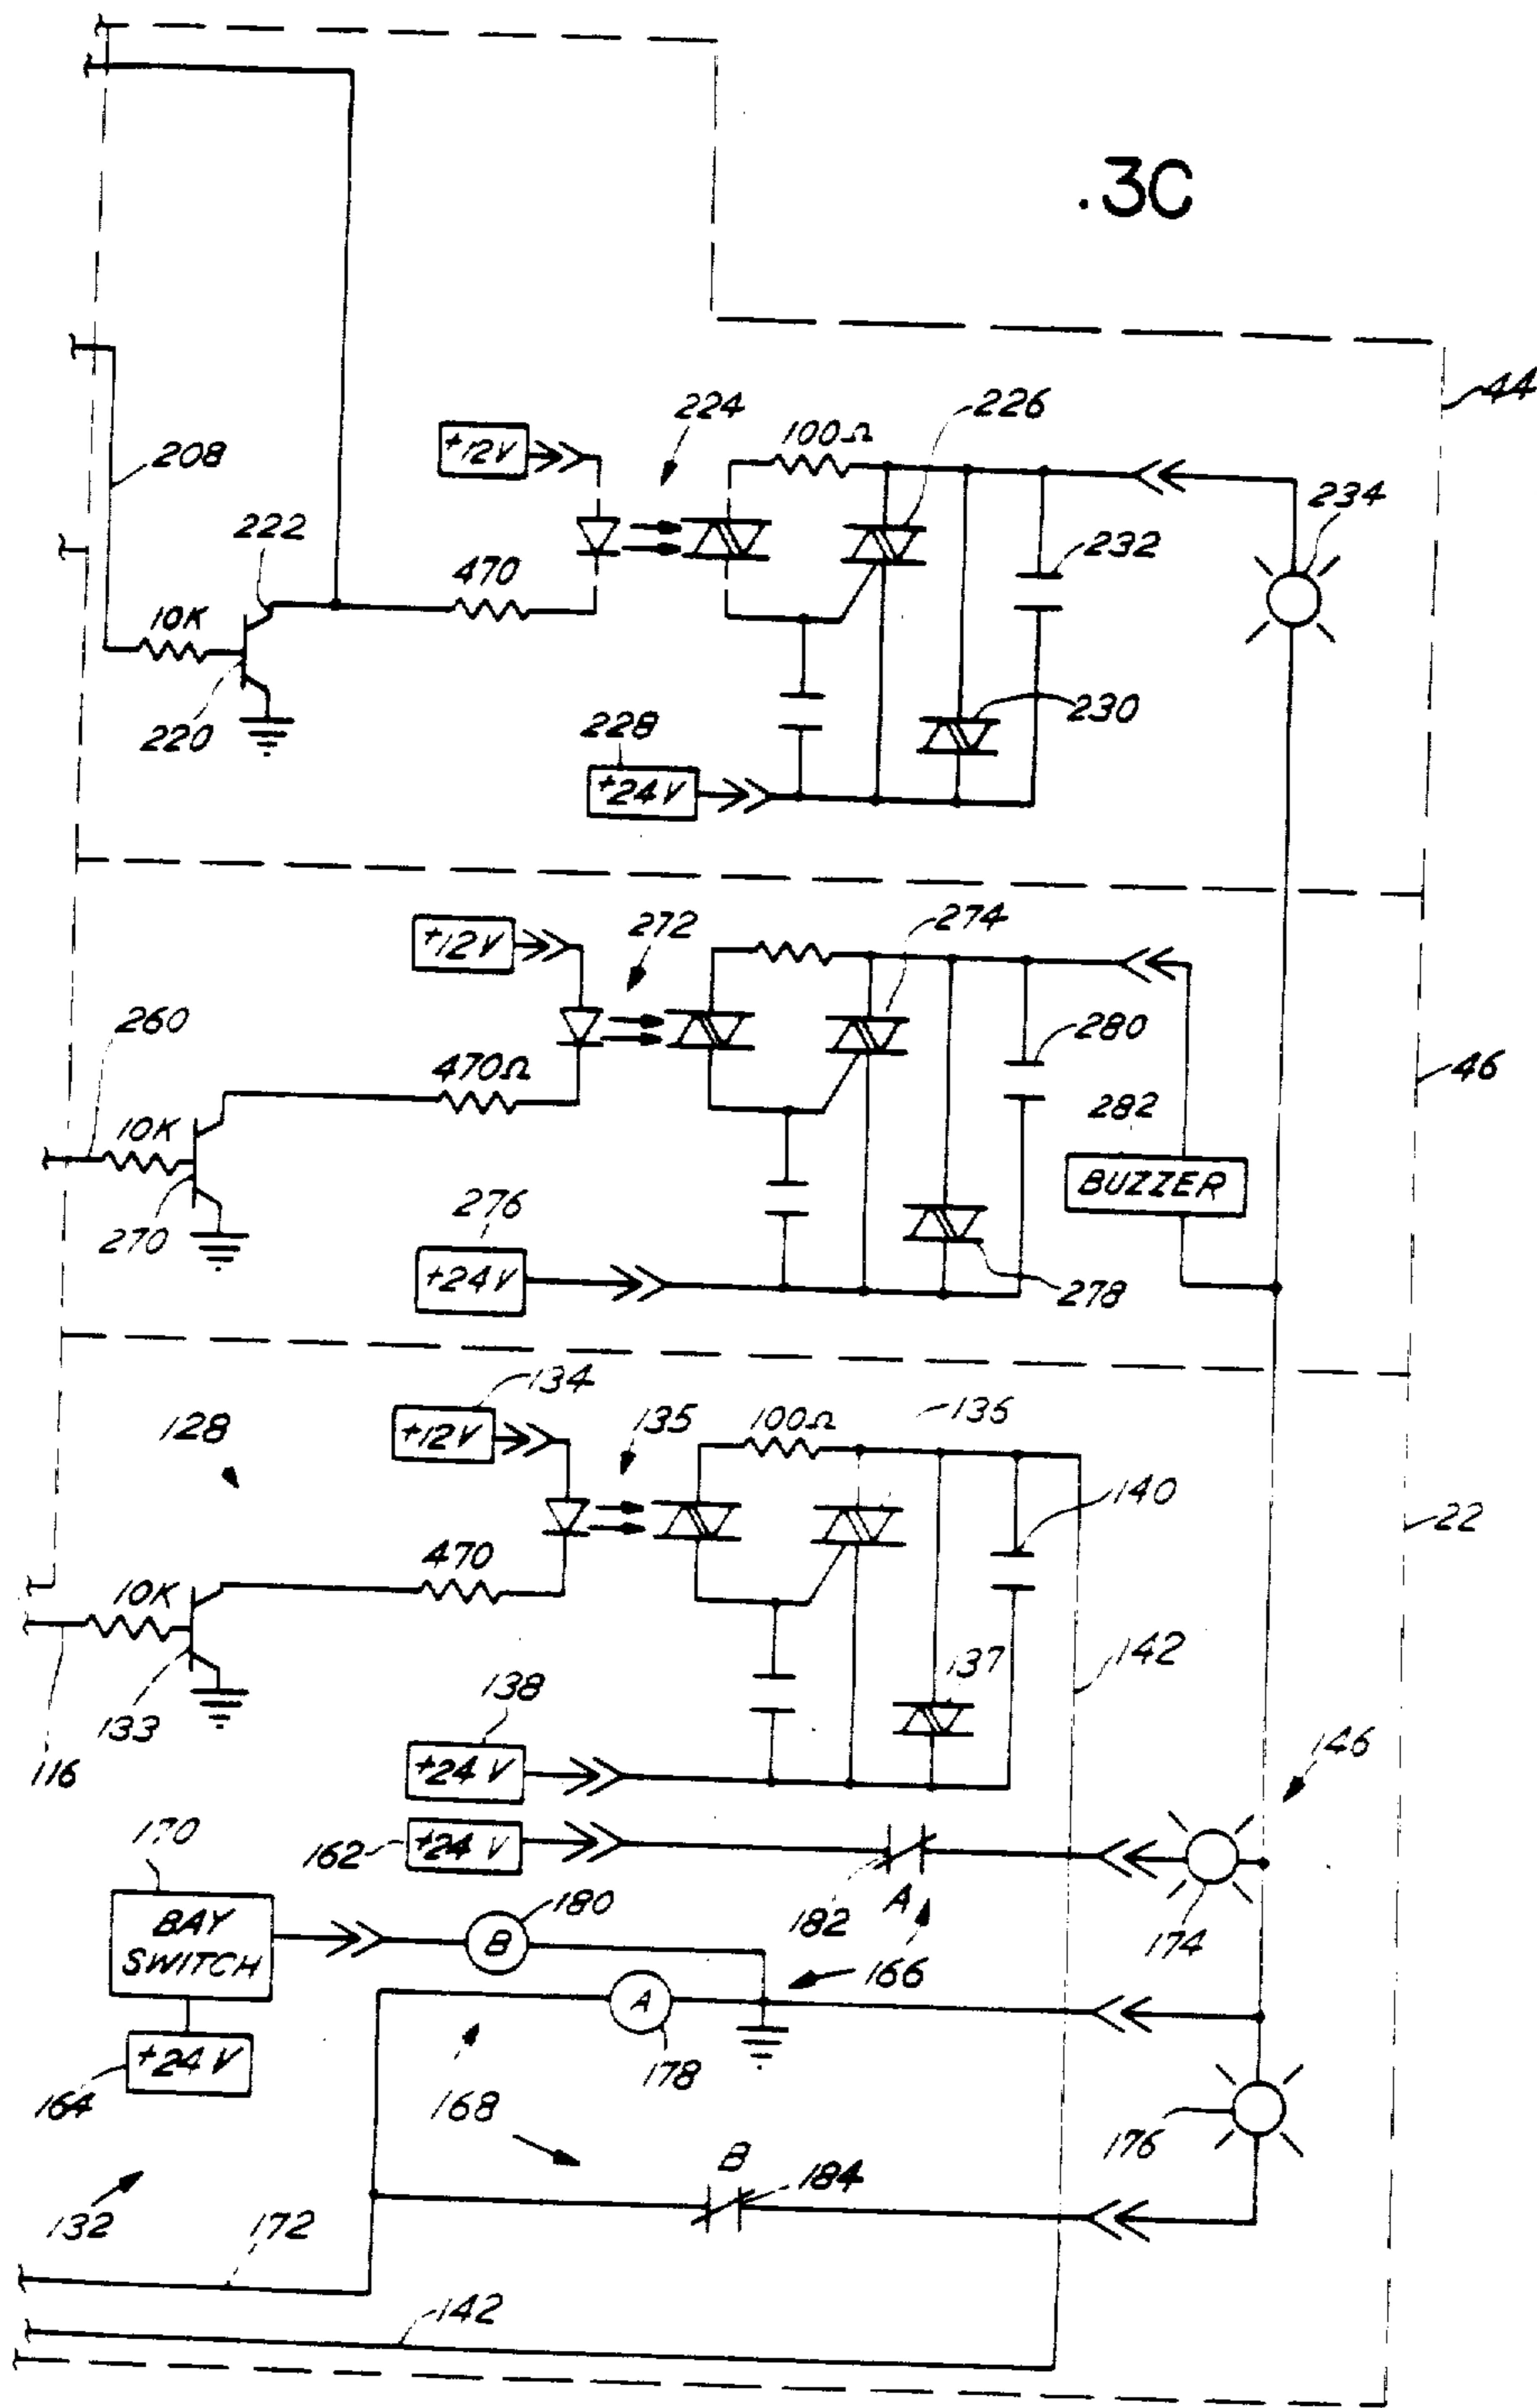 .3C
44
224
226
+12V
100Ω
208
234
222
470
232
10K
220
228
230
+24V
272
274
+12V
260
280
46
470Ω
282
10K
BUZZER
276
270
+24V
278
134
128
+12V
135
100Ω
136
140
22
470
10K
142
137
138
133
146
116
+24V
170
162
+24V
182
A
174
180
BAY
SWITCH
B
166
A
+24V
164
178
168
176
B
184
132
172
142